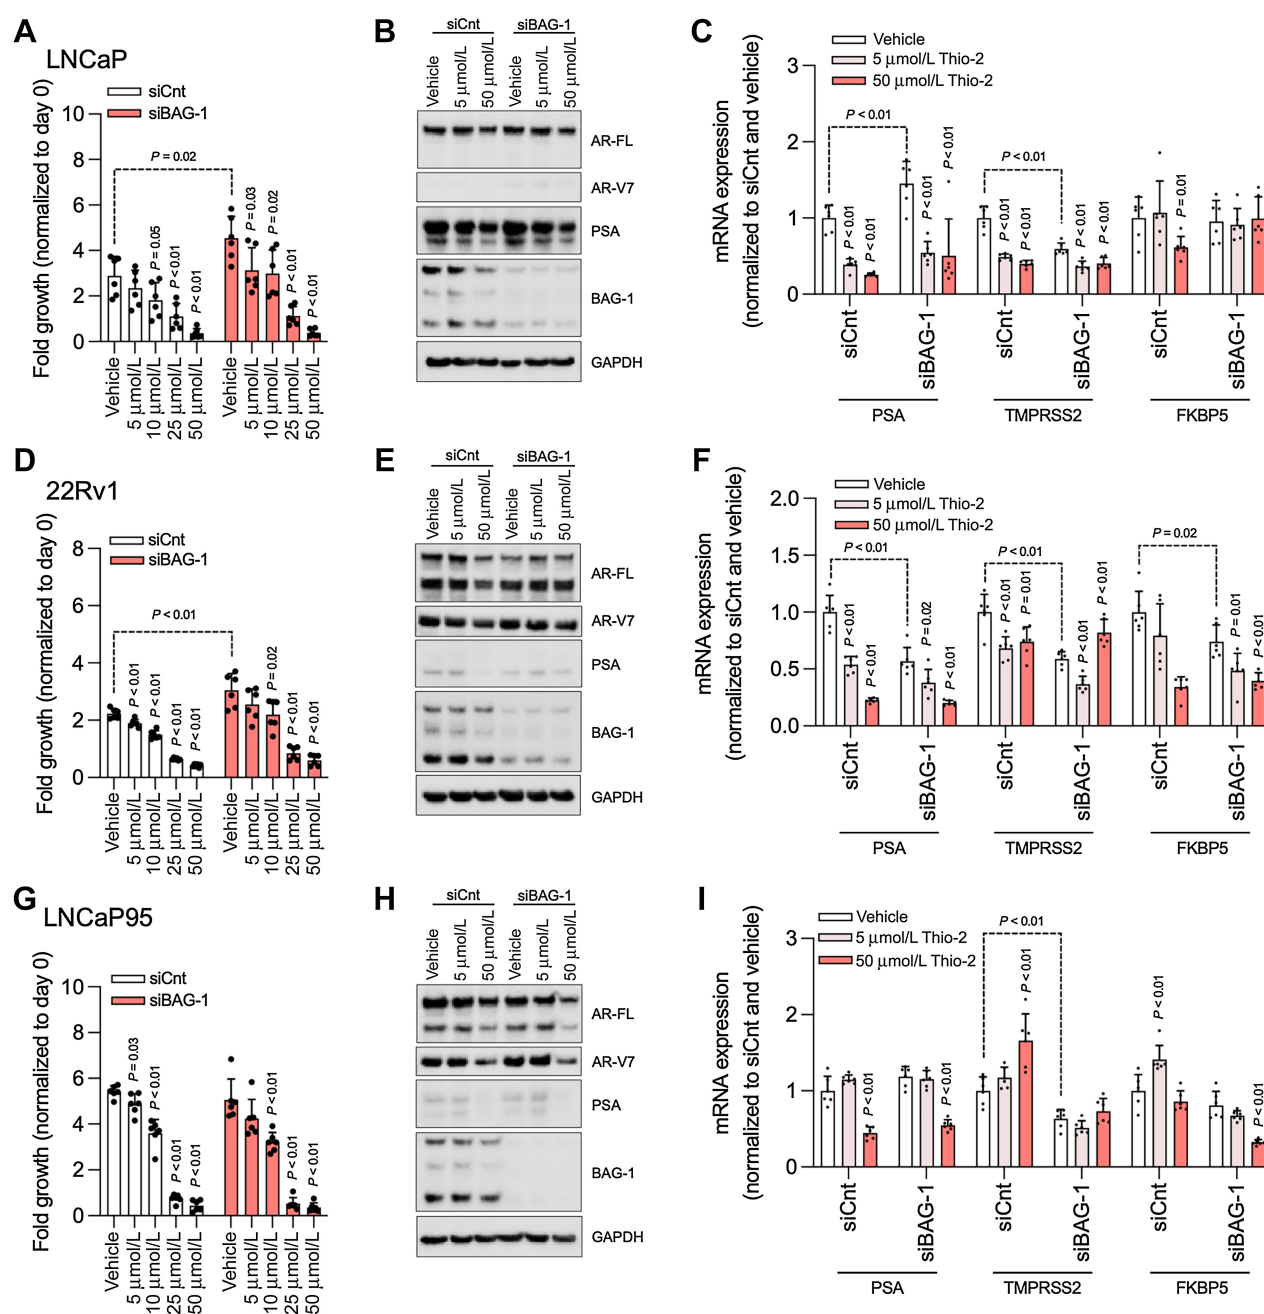 A
LNCaP
siCnt
siBAG-1
Fold growth (normalized to day 0)
10
8
6
4
2
0
P = 0.02
P = 0.05
P < 0.01
P < 0.01
P = 0.03
P = 0.02
P < 0.01
P < 0.01
Vehicle
5 µmol/L
10 µmol/L
25 µmol/L
50 µmol/L
Vehicle
5 µmol/L
10 µmol/L
25 µmol/L
50 µmol/L
B
siCnt siBAG-1
Vehicle
5 µmol/L
50 µmol/L
Vehicle
5 µmol/L
50 µmol/L
AR-FL
AR-V7
PSA
BAG-1
GAPDH
C
Vehicle
5 µmol/L Thio-2
50 µmol/L Thio-2
mRNA expression
(normalized to siCnt and vehicle)
3
2
1
0
P < 0.01
P < 0.01
P < 0.01
P < 0.01
P < 0.01
P < 0.01
P < 0.01
P < 0.01
P < 0.01
P < 0.01
P = 0.01
siCnt
siBAG-1
siCnt
siBAG-1
siCnt
siBAG-1
PSA TMPRSS2 FKBP5
D
22Rv1
siCnt
siBAG-1
Fold growth (normalized to day 0)
8
6
4
2
0
P < 0.01
P < 0.01
P < 0.01
P < 0.01
P < 0.01
P = 0.02
P < 0.01
P < 0.01
Vehicle
5 µmol/L
10 µmol/L
25 µmol/L
50 µmol/L
Vehicle
5 µmol/L
10 µmol/L
25 µmol/L
50 µmol/L
E
siCnt siBAG-1
Vehicle
5 µmol/L
50 µmol/L
Vehicle
5 µmol/L
50 µmol/L
AR-FL
AR-V7
PSA
BAG-1
GAPDH
F
Vehicle
5 µmol/L Thio-2
50 µmol/L Thio-2
mRNA expression
(normalized to siCnt and vehicle)
2.0
1.5
1.0
0.5
0.0
P < 0.01
P < 0.01
P < 0.01
P = 0.02
P < 0.01
P < 0.01
P < 0.01
P = 0.01
P < 0.01
P < 0.01
P = 0.02
P = 0.01
P < 0.01
siCnt
siBAG-1
siCnt
siBAG-1
siCnt
siBAG-1
PSA TMPRSS2 FKBP5
G
LNCaP95
siCnt
siBAG-1
Fold growth (normalized to day 0)
10
8
6
4
2
0
P = 0.03
P < 0.01
P < 0.01
P < 0.01
P < 0.01
P < 0.01
P < 0.01
Vehicle
5 µmol/L
10 µmol/L
25 µmol/L
50 µmol/L
Vehicle
5 µmol/L
10 µmol/L
25 µmol/L
50 µmol/L
H
siCnt siBAG-1
Vehicle
5 µmol/L
50 µmol/L
Vehicle
5 µmol/L
50 µmol/L
AR-FL
AR-V7
PSA
BAG-1
GAPDH
I
Vehicle
5 µmol/L Thio-2
50 µmol/L Thio-2
mRNA expression
(normalized to siCnt and vehicle)
3
2
1
0
P < 0.01
P < 0.01
P < 0.01
P < 0.01
P < 0.01
P < 0.01
siCnt
siBAG-1
siCnt
siBAG-1
siCnt
siBAG-1
PSA TMPRSS2 FKBP5